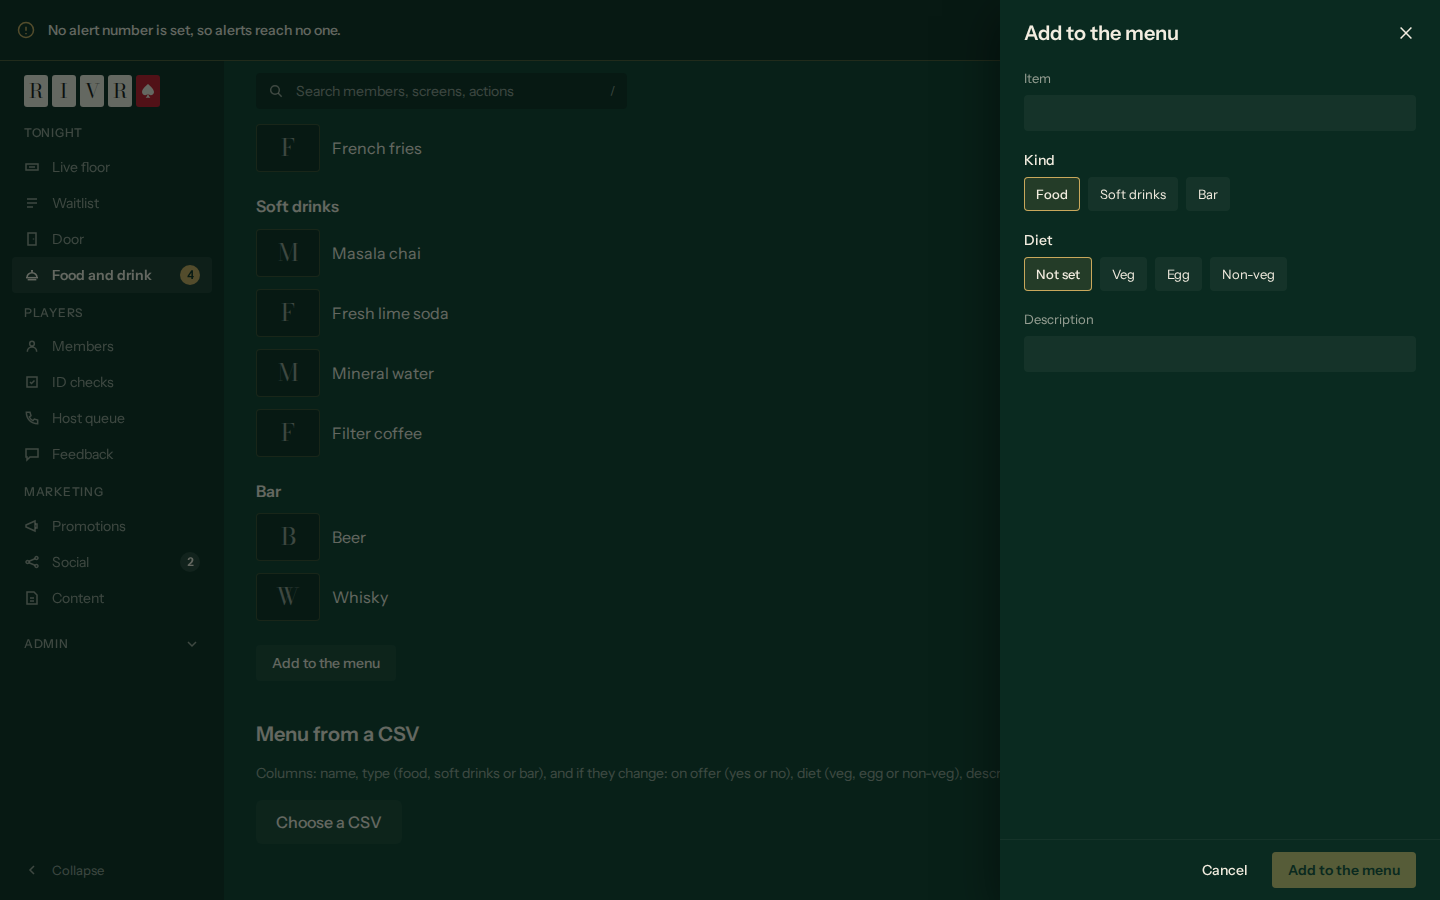 No alert number is set, so alerts reach no one.
RIVR
Search members, screens, actions /
TONIGHT
Live floor
Waitlist
Door
Food and drink 4
PLAYERS
Members
ID checks
Host queue
Feedback
MARKETING
Promotions
Social 2
Content
ADMIN
Collapse
F French fries
Soft drinks
M Masala chai
F Fresh lime soda
M Mineral water
F Filter coffee
Bar
B Beer
W Whisky
Add to the menu
Menu from a CSV
Columns: name, type (food, soft drinks or bar), and if they change: on offer (yes or no), diet (veg, egg or non-veg), descr
Choose a CSV
Add to the menu
Item
Kind
Food Soft drinks Bar
Diet
Not set Veg Egg Non-veg
Description
Cancel Add to the menu